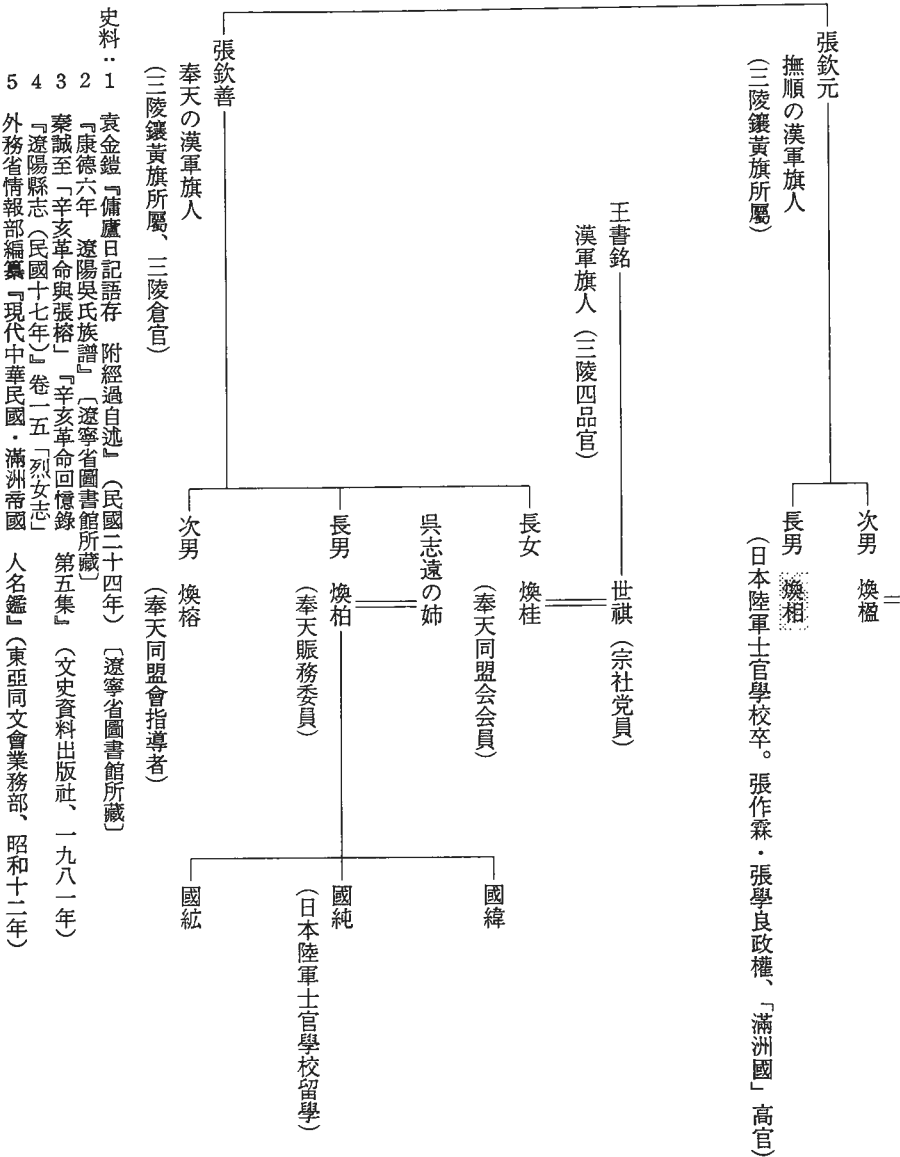 張欽元
撫順の漢軍旗人
(三陵鑲黃旗所屬)
次男 煥楹
長男 煥相
(日本陸軍士官學校卒。張作霖・張學良政權、「滿洲國」高官)
王書銘
漢軍旗人(三陵四品官)
世祺(宗社党員)
張欽善
奉天の漢軍旗人
(三陵鑲黃旗所屬、三陵倉官)
長女 煥桂
(奉天同盟会会員)
吳志遠の姉
長男 煥柏
(奉天賑務委員)
次男 煥榕
(奉天同盟會指導者)
國緯
國純
(日本陸軍士官學校留學)
國紘
史料:1 袁金鎧『傭廬日記語存 附經過自述』(民國二十四年)〔遼寧省圖書館所藏〕
2 『康德六年 遼陽吳氏族譜』〔遼寧省圖書館所藏〕
3 寧誠至「辛亥革命與張榕」『辛亥革命回憶錄 第五集』(文史資料出版社、一九八一年)
4 『遼陽縣志(民國十七年)』卷一五「烈女志」
5 外務省情報部編纂『現代中華民國・滿洲帝國 人名鑑』(東亞同文會業務部、昭和十二年)